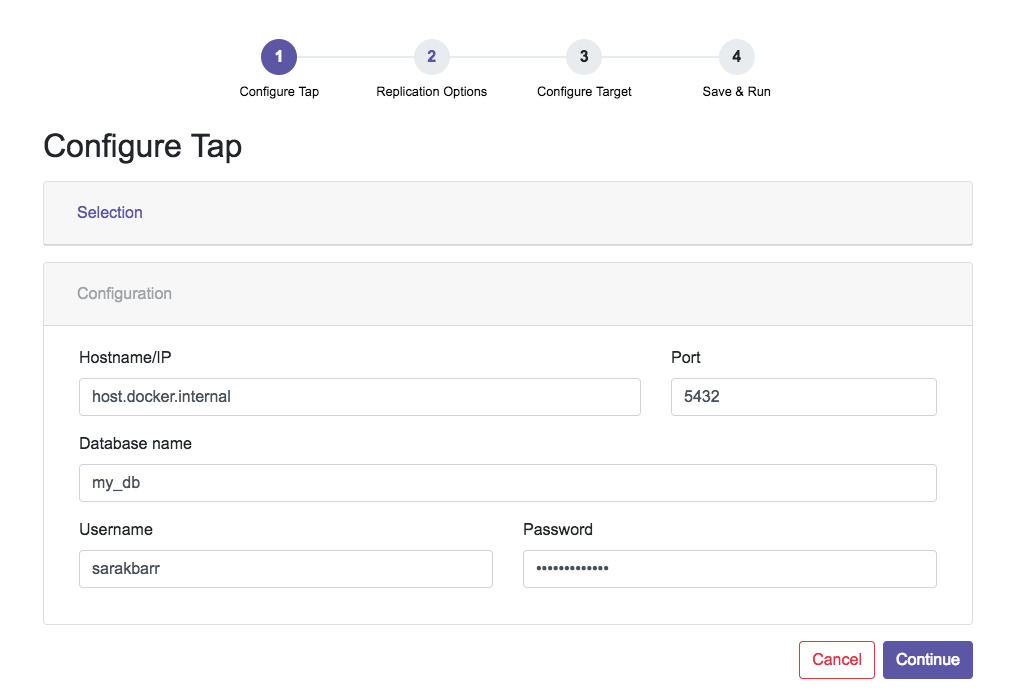 1 2 3 4
Configure Tap Replication Options Configure Target Save & Run
Configure Tap
Selection
Configuration
Hostname/IP Port
host.docker.internal 5432
Database name
my_db
Username Password
sarakbarr •••••••••••••
Cancel Continue